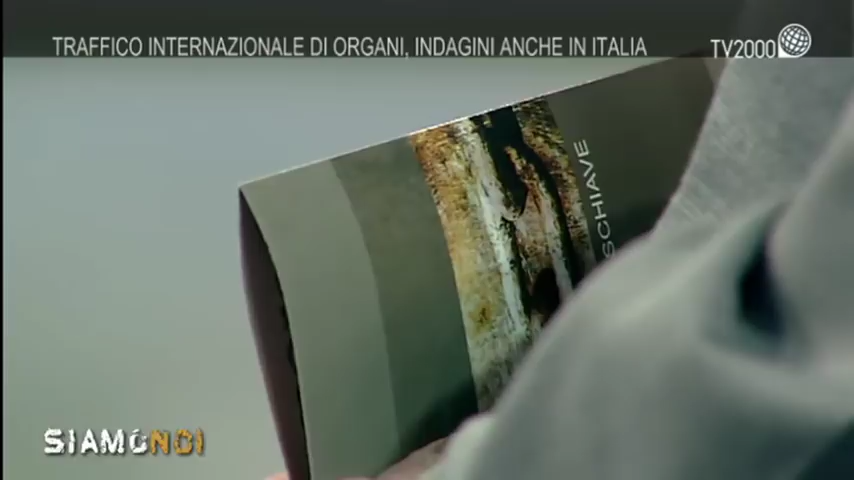 TRAFFICO INTERNAZIONALE DI ORGANI, INDAGINI ANCHE IN ITALIA
TV2000
SCHIAVE
SIAMONOI